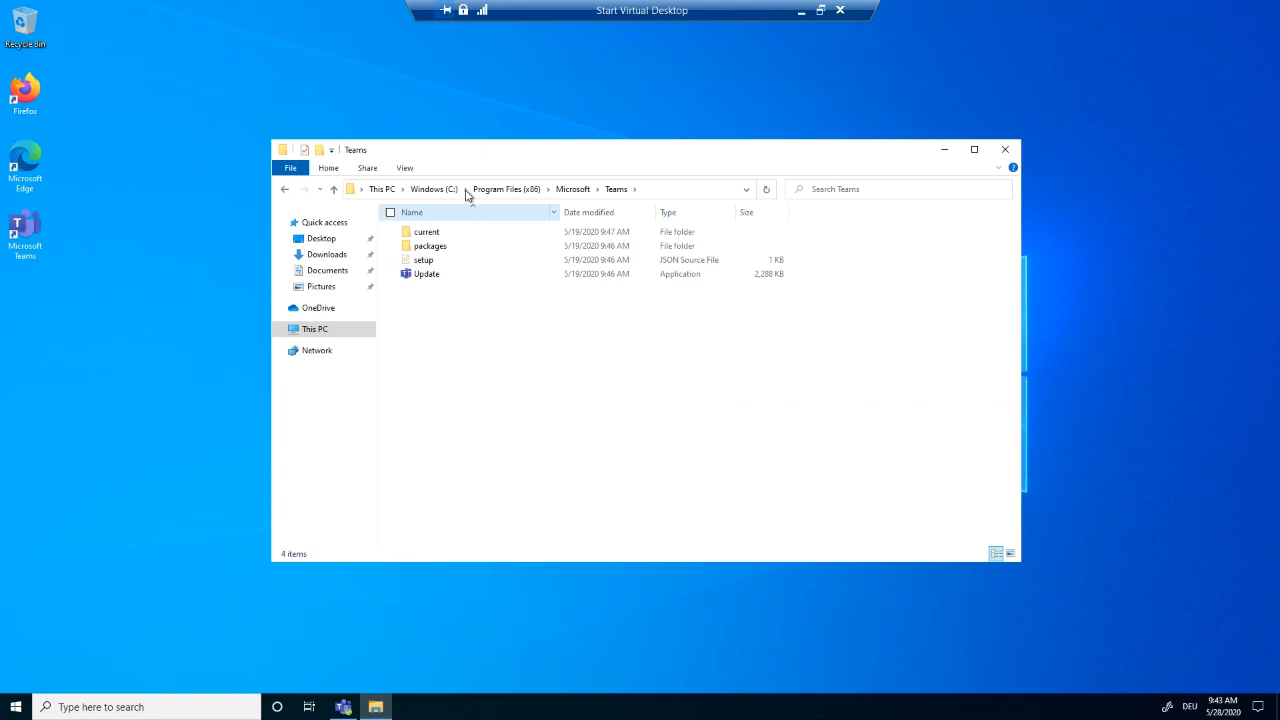 Start Virtual Desktop
Recycle Bin
Firefox
Microsoft
Edge
Microsoft
Teams
Teams
File Home Share View
This PC Windows (C:) Program Files (x86) Microsoft Teams
Search Teams
Name Date modified Type Size
current 5/19/2020 9:47 AM File folder
packages 5/19/2020 9:46 AM File folder
setup 5/19/2020 9:46 AM JSON Source File 1 KB
Update 5/19/2020 9:46 AM Application 2,288 KB
Quick access
Desktop
Downloads
Documents
Pictures
OneDrive
This PC
Network
4 items
Type here to search
DEU
9:43 AM
5/28/2020